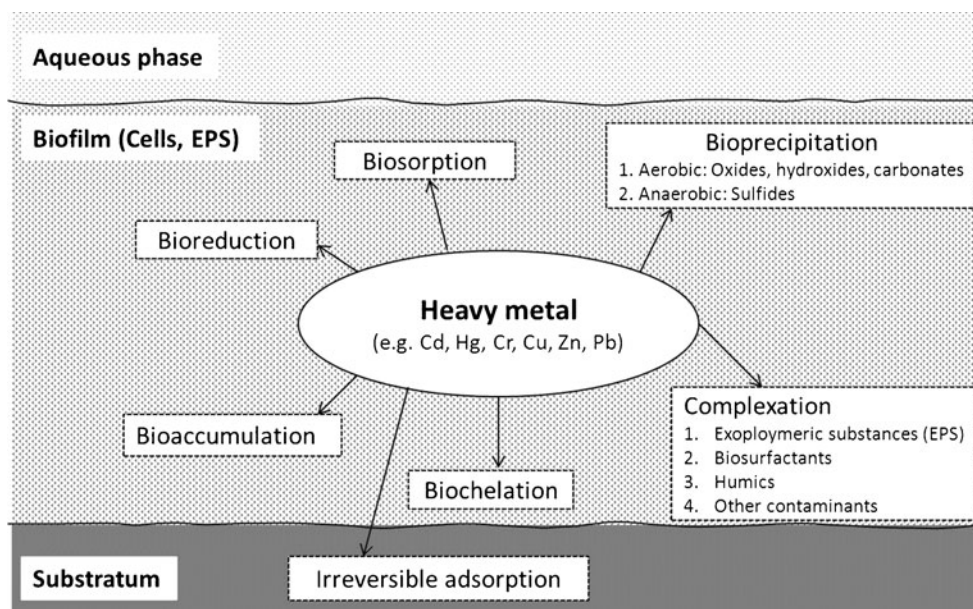 Aqueous phase
Biofilm (Cells, EPS)
Biosorption
Bioprecipitation
1. Aerobic: Oxides, hydroxides, carbonates
2. Anaerobic: Sulfides
Bioreduction
Heavy metal
(e.g. Cd, Hg, Cr, Cu, Zn, Pb)
Bioaccumulation
Biochelation
Complexation
1. Exoploymeric substances (EPS)
2. Biosurfactants
3. Humics
4. Other contaminants
Substratum
Irreversible adsorption